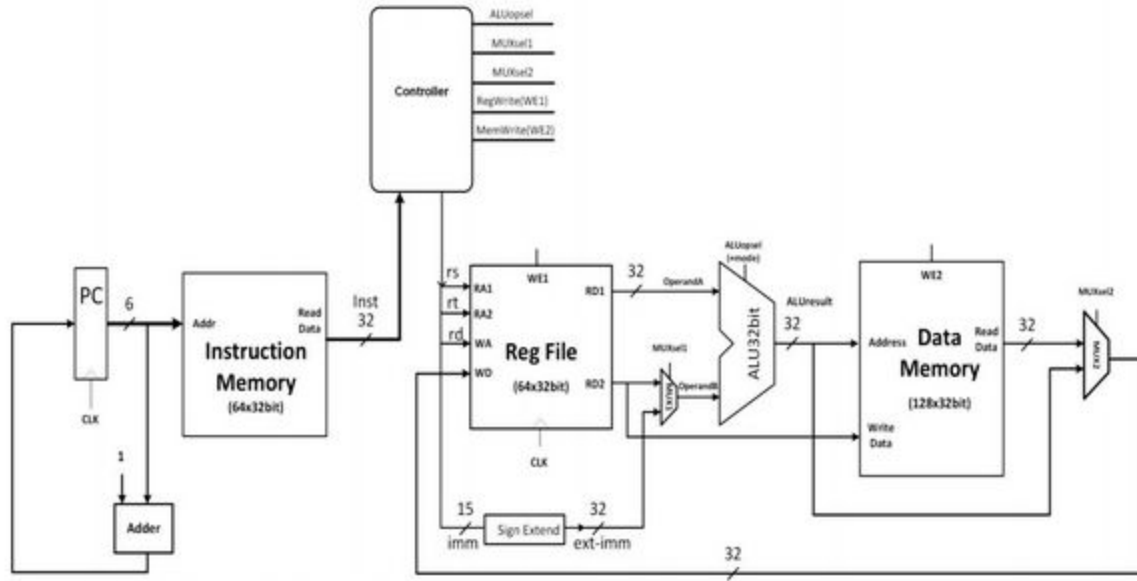 ALUopsel
MUXsel1
MUXsel2
RegWrite(WE1)
MemWrite(WE2)
Controller
PC
6
CLK
1
Adder
Addr
Read
Data
Instruction
Memory
(64x32bit)
Inst
32
rs
rt
rd
WE1
RA1
RA2
WA
WD
RD1
RD2
Reg File
(64x32bit)
CLK
32
OperandA
MUXsel1
MUX1
OperandB
ALUopsel
(+mode)
ALU32bit
ALUresult
32
WE2
Address
Read
Data
Data
Memory
(128x32bit)
Write
Data
32
MUXsel2
MUX2
15
imm
Sign Extend
32
ext-imm
32